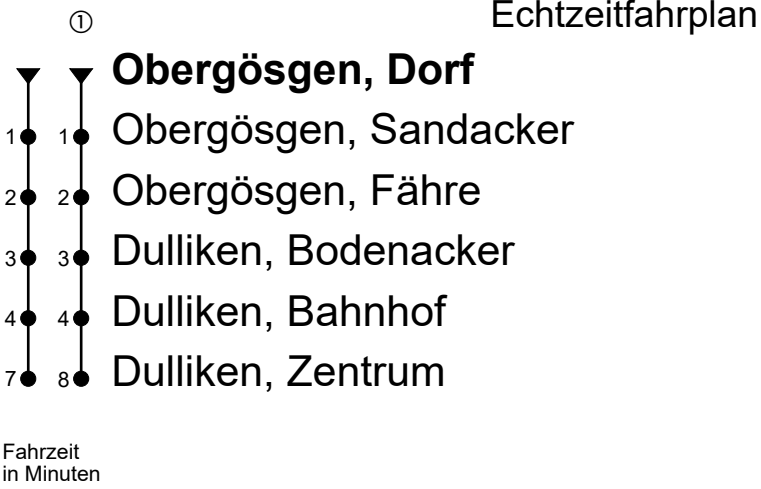 ① Echtzeitfahrplan
Obergösgen, Dorf
1 1 Obergösgen, Sandacker
2 2 Obergösgen, Fähre
3 3 Dulliken, Bodenacker
4 4 Dulliken, Bahnhof
7 8 Dulliken, Zentrum
Fahrzeit
in Minuten